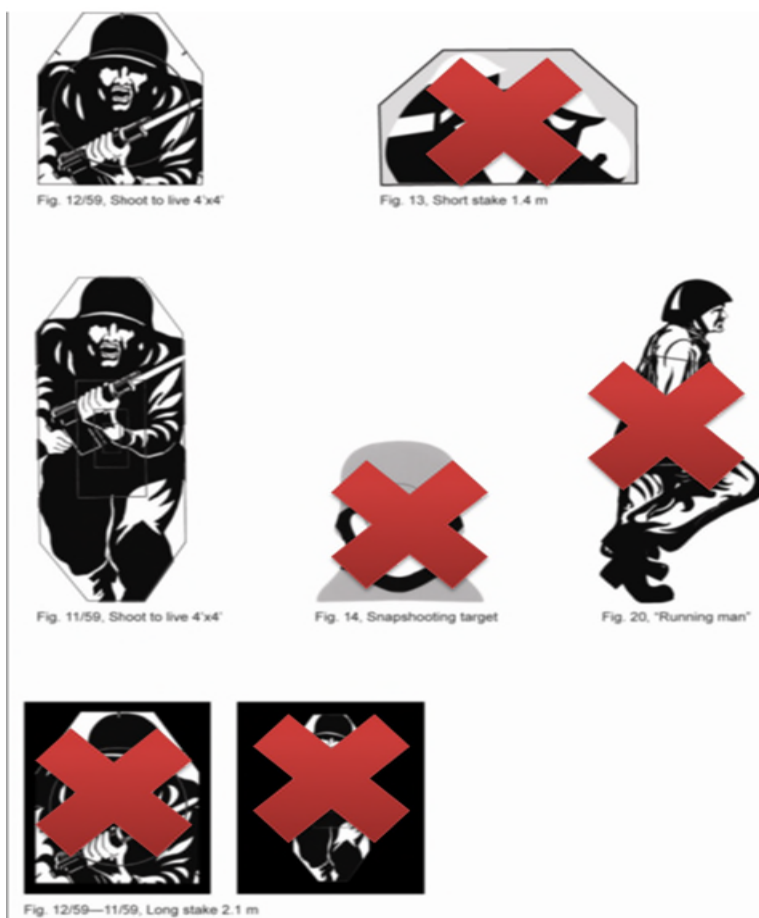 Fig. 12/59, Shoot to live 4'x4'
Fig. 13, Short stake 1.4 m
Fig. 11/59, Shoot to live 4'x4'
Fig. 14, Snapshooting target
Fig. 20, "Running man"
Fig. 12/59—11/59, Long stake 2.1 m